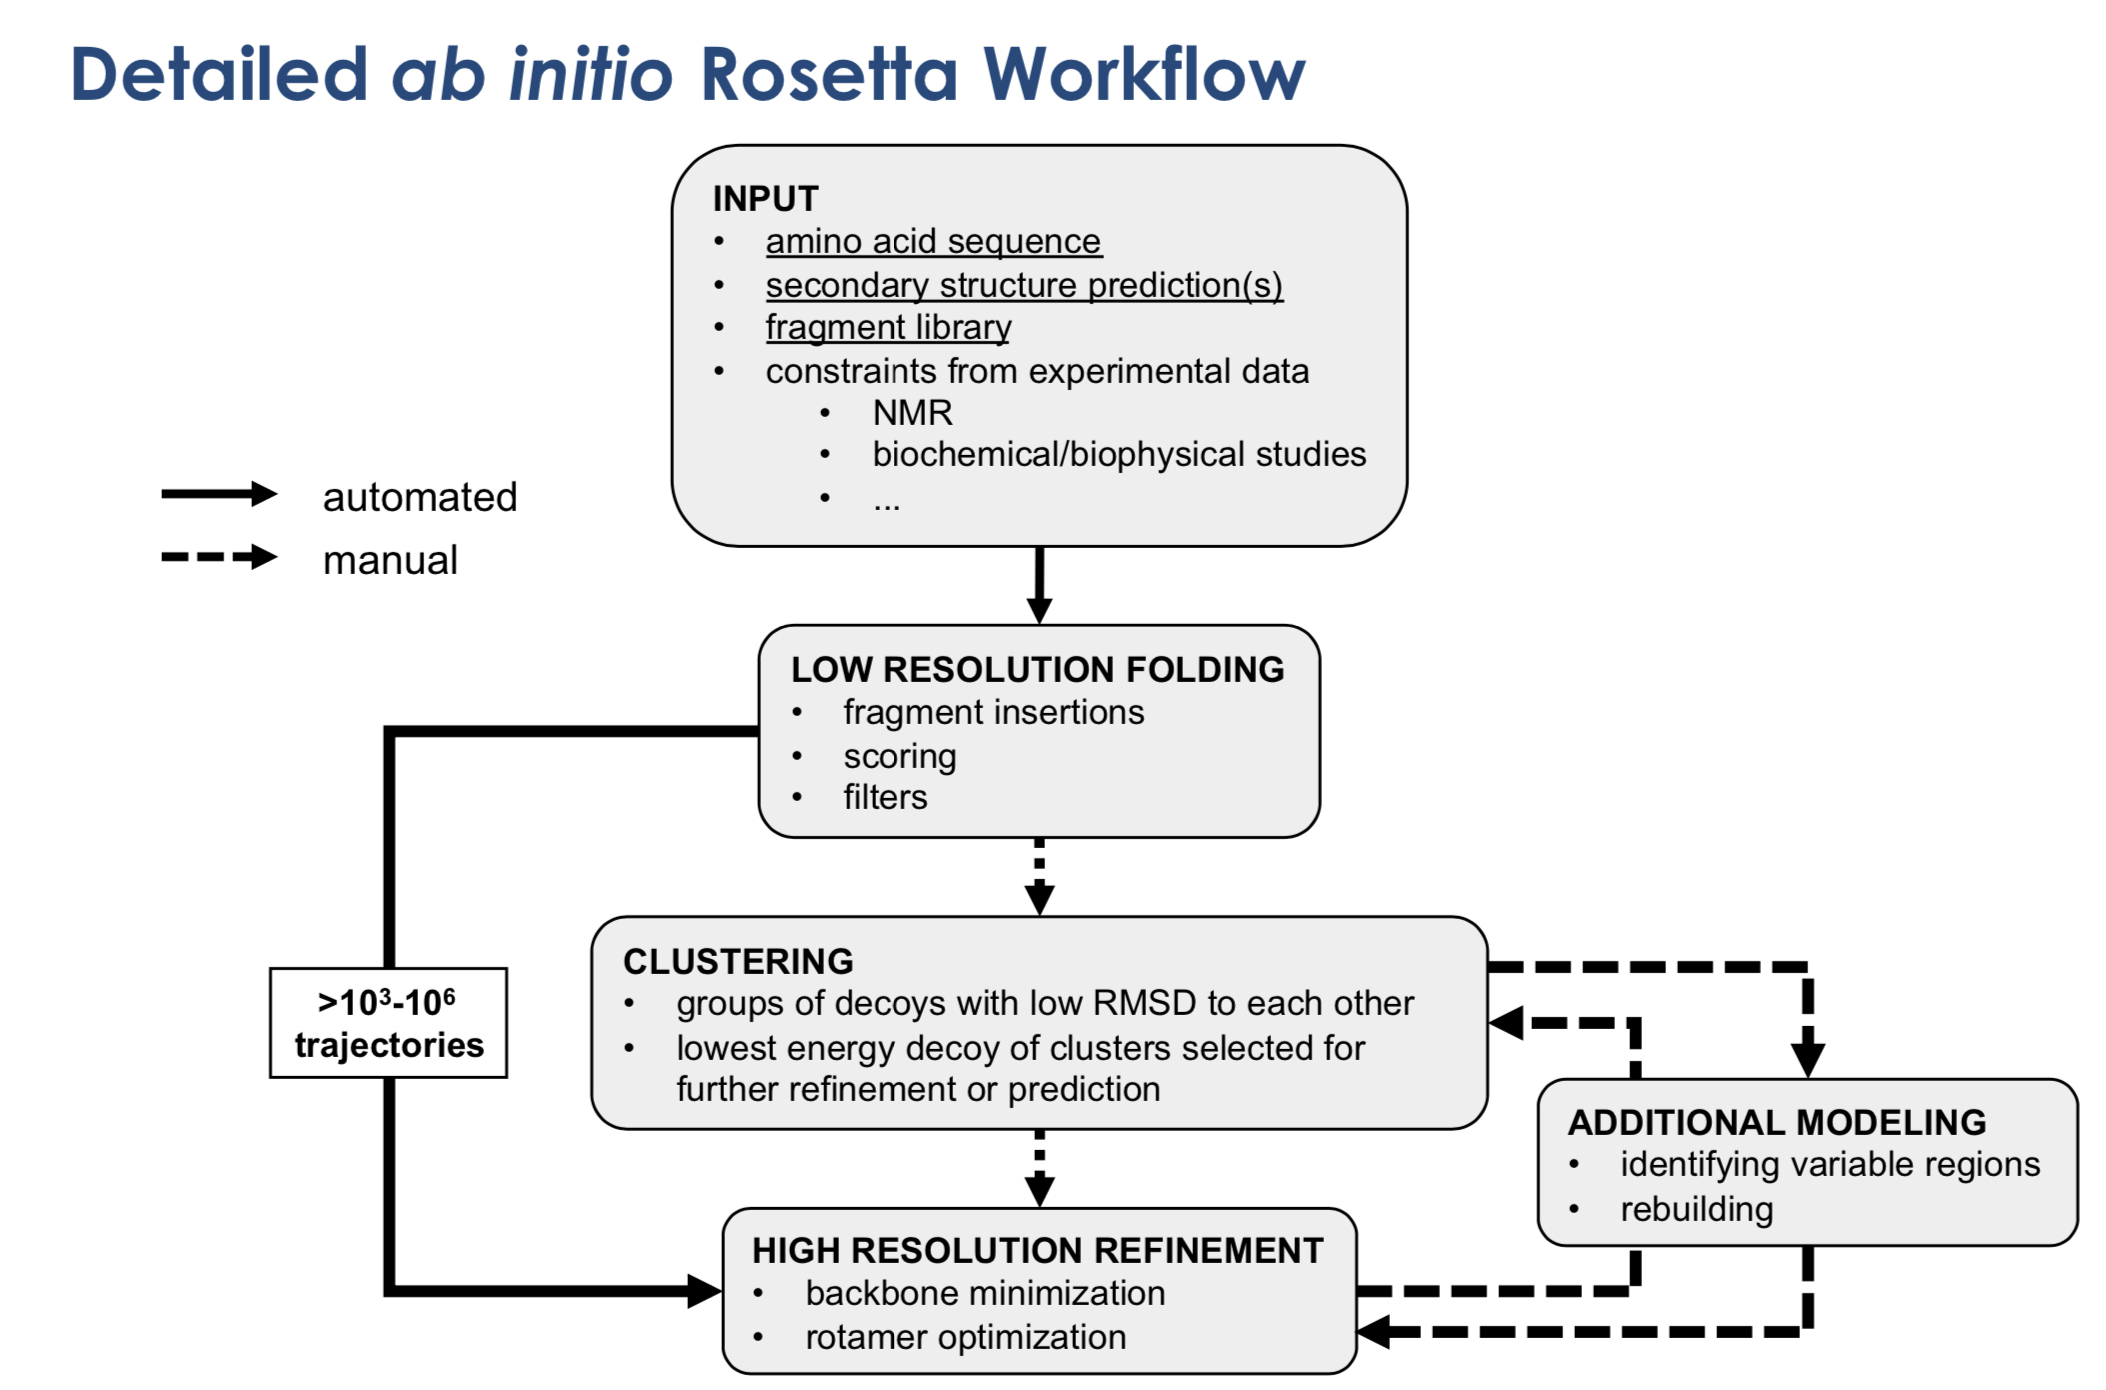 Detailed ab initio Rosetta Workflow
INPUT
• amino acid sequence
• secondary structure prediction(s)
• fragment library
• constraints from experimental data
• NMR
• biochemical/biophysical studies
• ...
automated
manual
LOW RESOLUTION FOLDING
• fragment insertions
• scoring
• filters
>10³-10⁶
trajectories
CLUSTERING
• groups of decoys with low RMSD to each other
• lowest energy decoy of clusters selected for
further refinement or prediction
ADDITIONAL MODELING
• identifying variable regions
• rebuilding
HIGH RESOLUTION REFINEMENT
• backbone minimization
• rotamer optimization